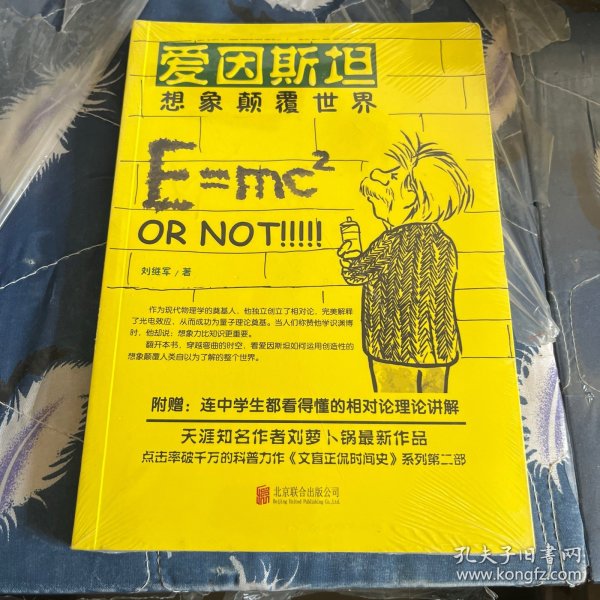 爱因斯坦
想象颠覆世界
E=mc²
OR NOT!!!!!
刘继军/著
作为现代物理学的奠基人，他独立创立了相对论，完美解释
了光电效应，从而成功为量子理论奠基。当人们称赞他学识渊博
时，他却说：想象力比知识更重要。
翻开本书，穿越弯曲的时空，看爱因斯坦如何运用创造性的
想象颠覆人类自以为了解的整个世界。
附赠：连中学生都看得懂的相对论理论讲解
天涯知名作者刘萝卜锅最新作品
点击率破千万的科普力作《文盲正侃时间史》系列第二部
北京联合出版公司
Beijing United Publishing Co.,Ltd.
孔夫子旧书网
www.kongfz.com